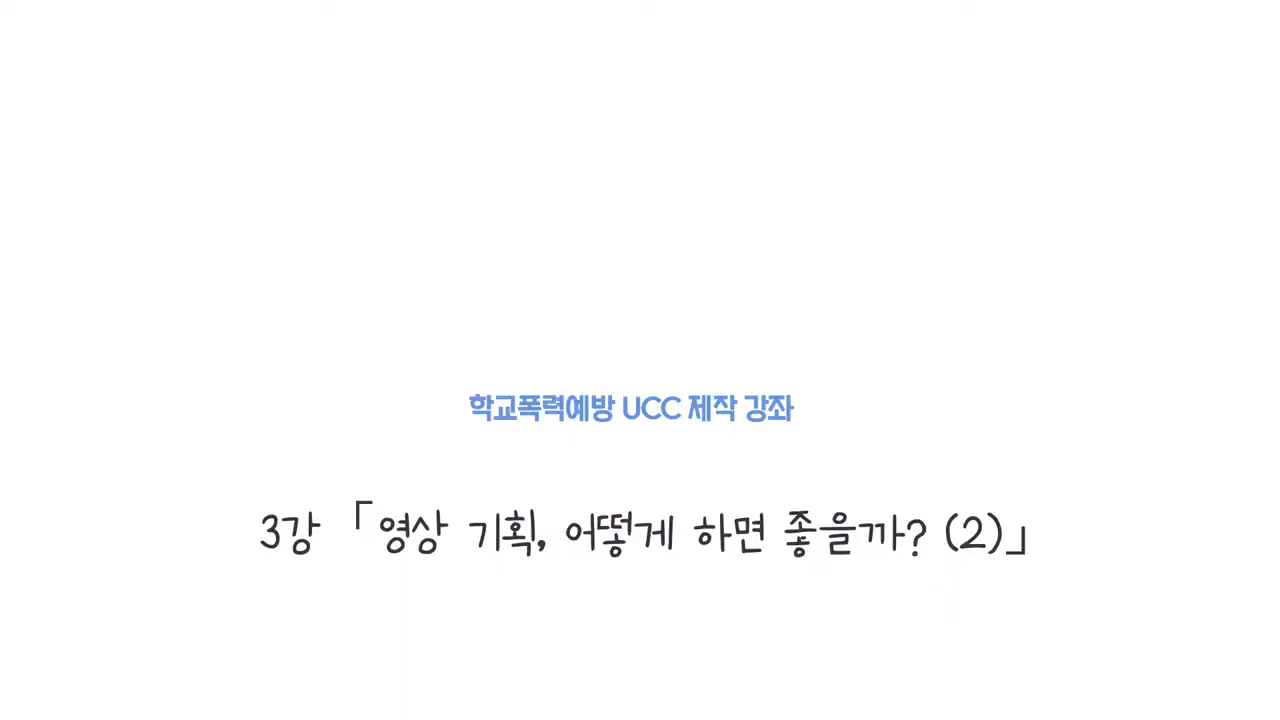 학교폭력예방 UCC 제작 강좌
3강 「영상 기획, 어떻게 하면 좋을까? (2)」